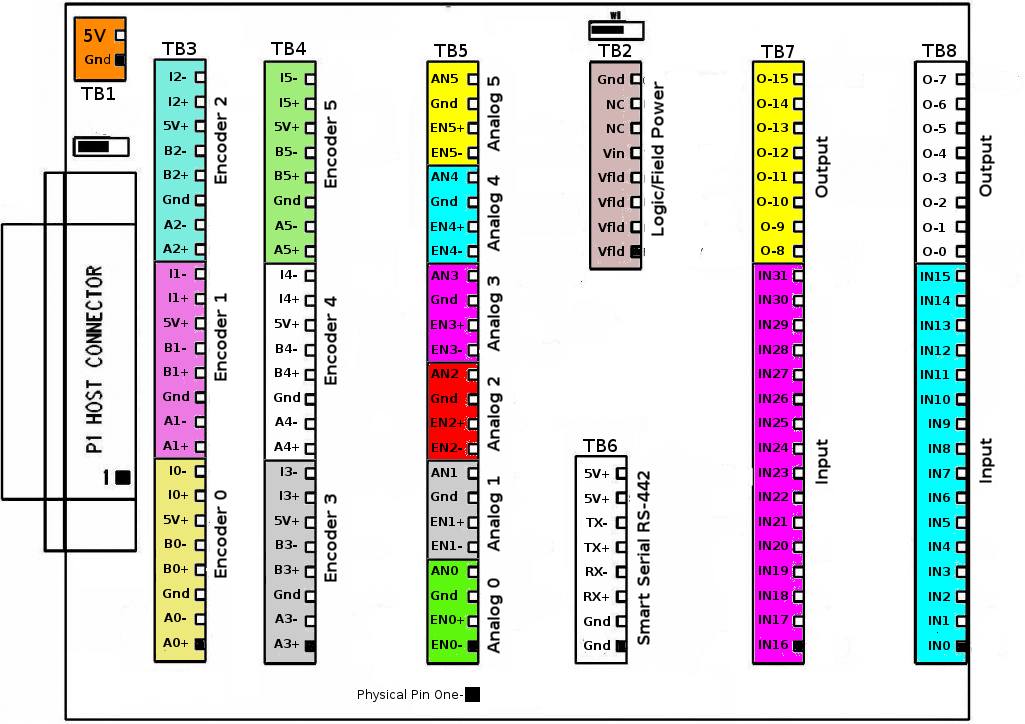 5V
Gnd
TB1
P1 HOST CONNECTOR
1
TB3
I2-
I2+
5V+
B2-
B2+
Gnd
A2-
A2+
Encoder 2
I1-
I1+
5V+
B1-
B1+
Gnd
A1-
A1+
Encoder 1
I0-
I0+
5V+
B0-
B0+
Gnd
A0-
A0+
Encoder 0
TB4
I5-
I5+
5V+
B5-
B5+
Gnd
A5-
A5+
Encoder 5
I4-
I4+
5V+
B4-
B4+
Gnd
A4-
A4+
Encoder 4
I3-
I3+
5V+
B3-
B3+
Gnd
A3-
A3+
Encoder 3
TB5
AN5
Gnd
EN5+
EN5-
Analog 5
AN4
Gnd
EN4+
EN4-
Analog 4
AN3
Gnd
EN3+
EN3-
Analog 3
AN2
Gnd
EN2+
EN2-
Analog 2
AN1
Gnd
EN1+
EN1-
Analog 1
AN0
Gnd
EN0+
EN0-
Analog 0
TB2
Gnd
NC
NC
Vin
Vfld
Vfld
Vfld
Vfld
Logic/Field Power
TB6
5V+
5V+
TX-
TX+
RX-
RX+
Gnd
Gnd
Smart Serial RS-442
TB7
O-15
O-14
O-13
O-12
O-11
O-10
O-9
O-8
Output
IN31
IN30
IN29
IN28
IN27
IN26
IN25
IN24
IN23
IN22
IN21
IN20
IN19
IN18
IN17
IN16
Input
TB8
O-7
O-6
O-5
O-4
O-3
O-2
O-1
O-0
Output
IN15
IN14
IN13
IN12
IN11
IN10
IN9
IN8
IN7
IN6
IN5
IN4
IN3
IN2
IN1
IN0
Input
Physical Pin One-